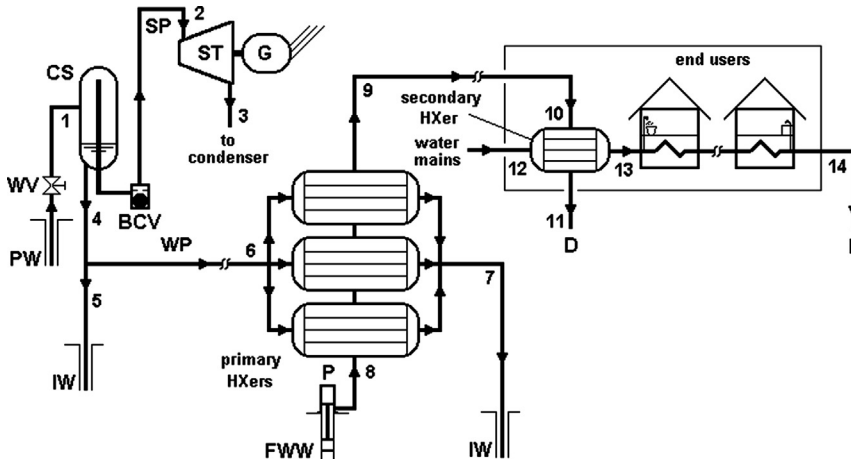 SP
2
ST
G
CS
1
3
to
condenser
9
end users
secondary
HXer
10
water
mains
12
13
14
WV
4
BCV
11
D
PW
WP
6
7
5
primary
HXers
P
8
IW
FWW
IW